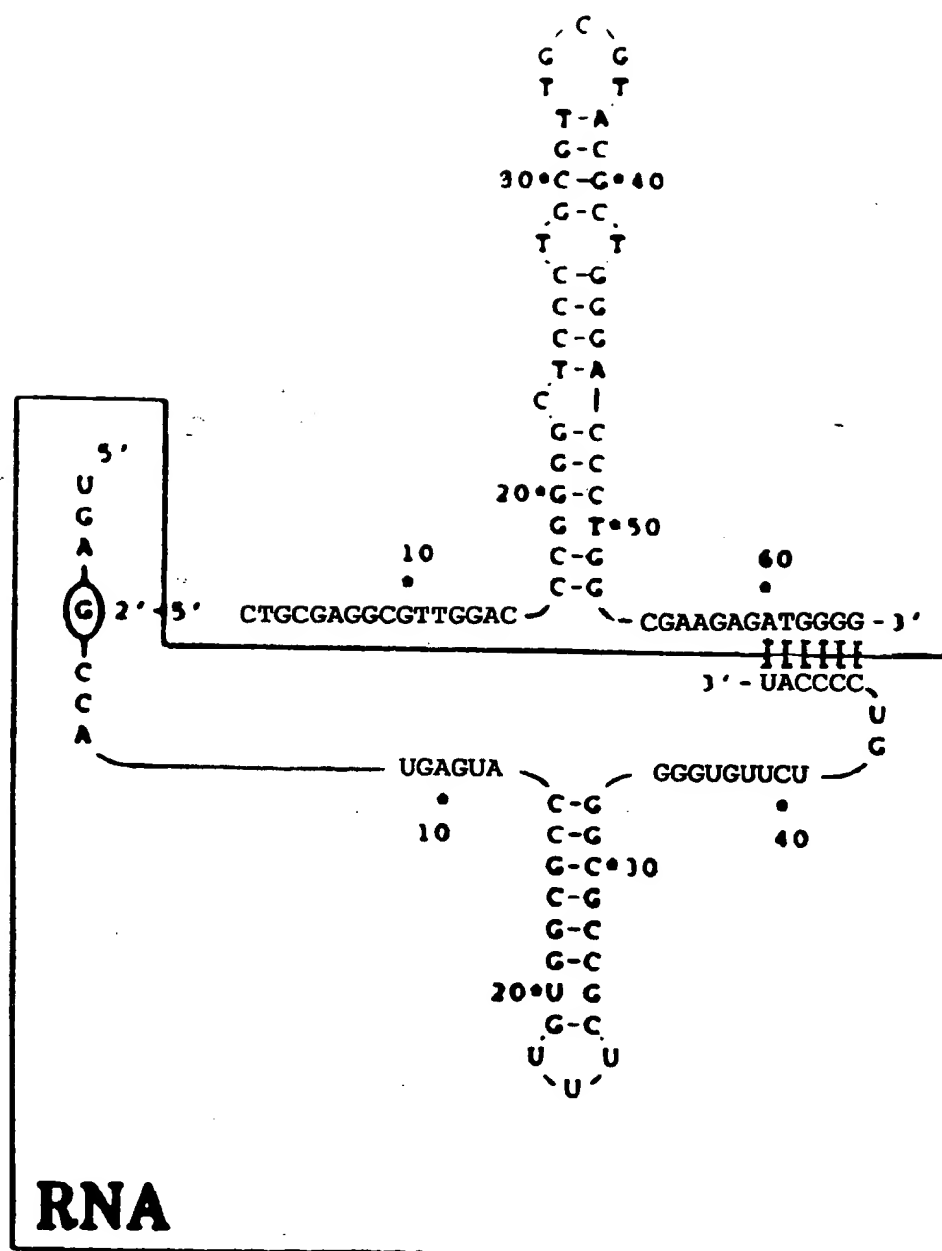 C
G G
T T
T-A
G-C
30•C-G•40
G-C
T T
C-G
C-G
C-G
T-A
C |
G-C
G-C
20•G-C
G T•50
C-G
C-G
5'
U
G
A
G 2'-5' CTGCGAGGCGTTGGAC CGAAGAGATGGGG-3'
10
60
C
C
A
3'-UACCCC
U
G
UGAGUA GGGUGUUCU
10
40
C-G
C-G
G-C•30
C-G
G-C
G-C
20•U G
G-C
U U
U
RNA